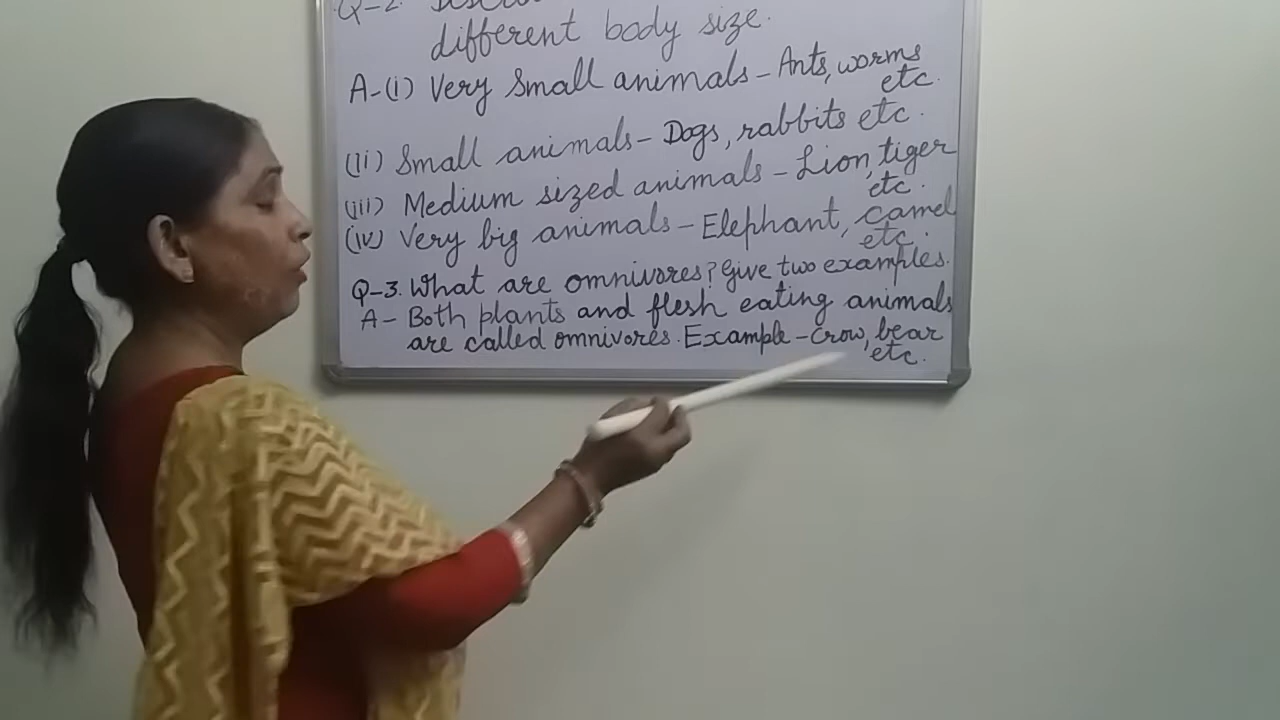 Q-2.
different body size.
A-(i) Very small animals - Ants, worms
etc.
(ii) Small animals - Dogs, rabbits etc.
(iii) Medium sized animals - Lion, tiger
etc.
(iv) Very big animals - Elephant, camel
etc.
Q-3. What are omnivores? Give two examples.
A- Both plants and flesh eating animals
are called omnivores. Example - Crow, bear
etc.